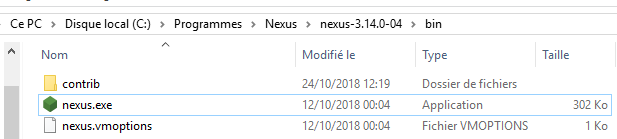 Ce PC > Disque local (C:) > Programmes > Nexus > nexus-3.14.0-04 > bin
Nom Modifié le Type Taille
contrib 24/10/2018 12:19 Dossier de fichiers
nexus.exe 12/10/2018 00:04 Application 302 Ko
nexus.vmoptions 12/10/2018 00:04 Fichier VMOPTIONS 1 Ko